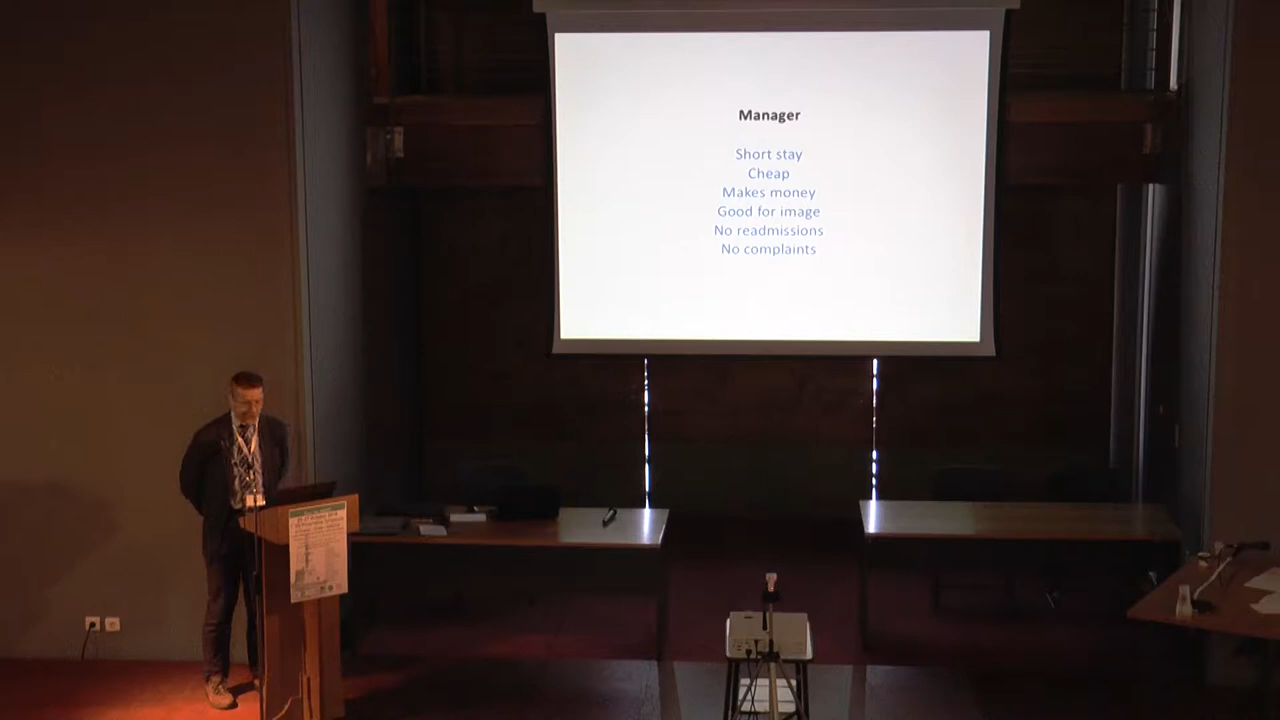 Manager
Short stay
Cheap
Makes money
Good for image
No readmissions
No complaints